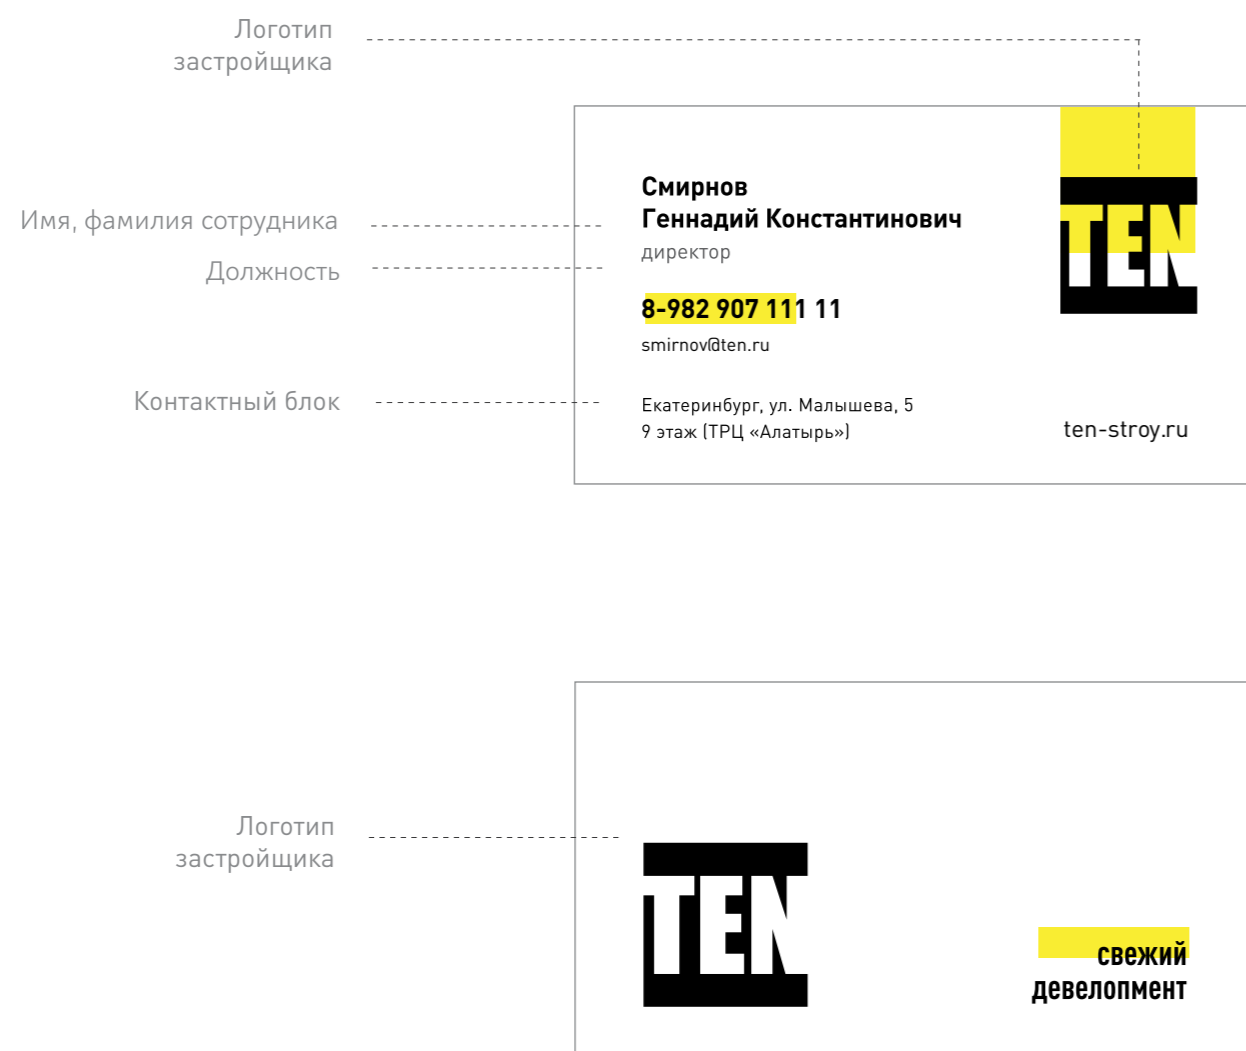 Логотип
застройщика
Имя, фамилия сотрудника
Должность
Контактный блок
Смирнов
Геннадий Константинович
директор
8-982 907 111 11
smirnov@ten.ru
Екатеринбург, ул. Малышева, 5
9 этаж (ТРЦ «Алатырь»)
TEN
ten-stroy.ru
Логотип
застройщика
TEN
свежий
девелопмент